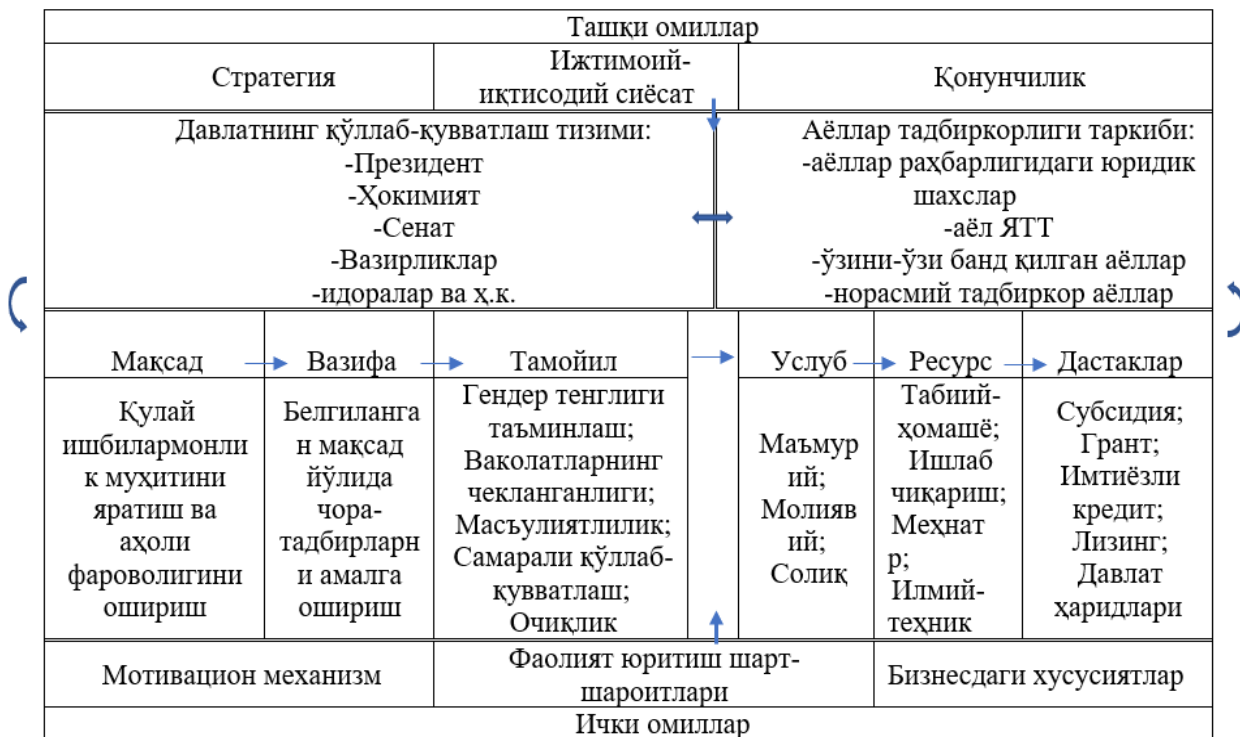 Ташқи омиллар
Стратегия
Ижтимоий-
иқтисодий сиёсат
Қонунчилик
Давлатнинг қўллаб-қувватлаш тизими:
-Президент
-Ҳокимият
-Сенат
-Вазирликлар
-идоралар ва ҳ.к.
Аёллар тадбиркорлиги таркиби:
-аёллар раҳбарлигидаги юридик
шахслар
-аёл ЯТТ
-ўзини-ўзи банд қилган аёллар
-норасмий тадбиркор аёллар
Мақсад
Вазифа
Тамойил
Услуб
Ресурс
Дастаклар
Қулай
ишбилармонли
к муҳитини
яратиш ва
аҳоли
фароволигини
ошириш
Белгиланга
н мақсад
йўлида
чора-
тадбирларн
и амалга
ошириш
Гендер тенглиги
таъминлаш;
Ваколатларнинг
чекланганлиги;
Масъулиятлилик;
Самарали қўллаб-
қувватлаш;
Очиқлик
Маъмур
ий;
Молияв
ий;
Солиқ
Табиий-
ҳомашё;
Ишлаб
чиқариш;
Меҳнат
р;
Илмий-
теҳник
Субсидия;
Грант;
Имтиёзли
кредит;
Лизинг;
Давлат
ҳаридлари
Мотивацион механизм
Фаолият юритиш шарт-
шароитлари
Бизнесдаги хусусиятлар
Ички омиллар